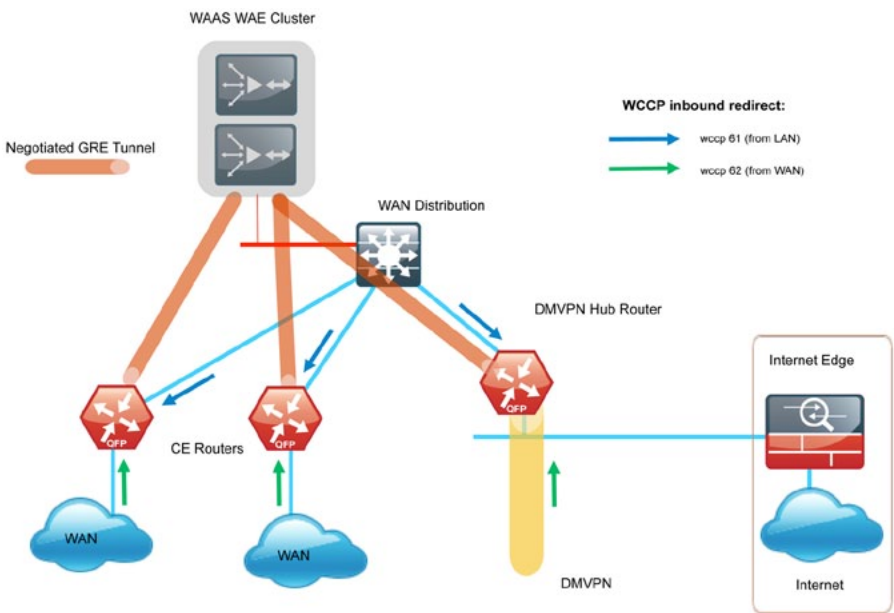 WAAS WAE Cluster
WCCP inbound redirect:
wccp 61 (from LAN)
Negotiated GRE Tunnel
wccp 62 (from WAN)
WAN Distribution
DMVPN Hub Router
Internet Edge
QFP
QFP
QFP
CE Routers
WAN
WAN
DMVPN
Internet